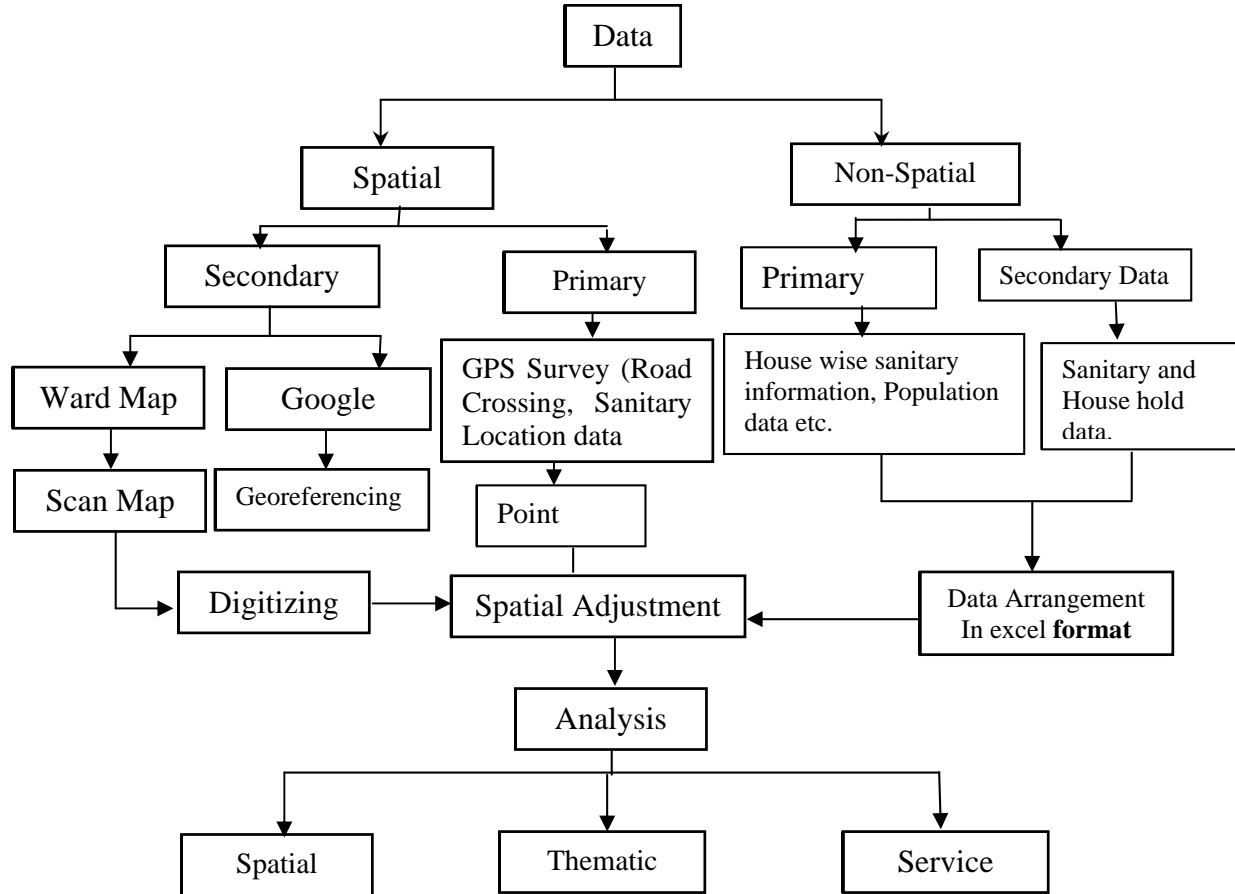 Data
Spatial
Non-Spatial
Secondary
Primary
Primary
Secondary Data
Ward Map
Google
GPS Survey (Road
Crossing, Sanitary
Location data
House wise sanitary
information, Population
data etc.
Sanitary and
House hold
data.
Scan Map
Georeferencing
Point
Digitizing
Spatial Adjustment
Data Arrangement
In excel format
Analysis
Spatial
Thematic
Service